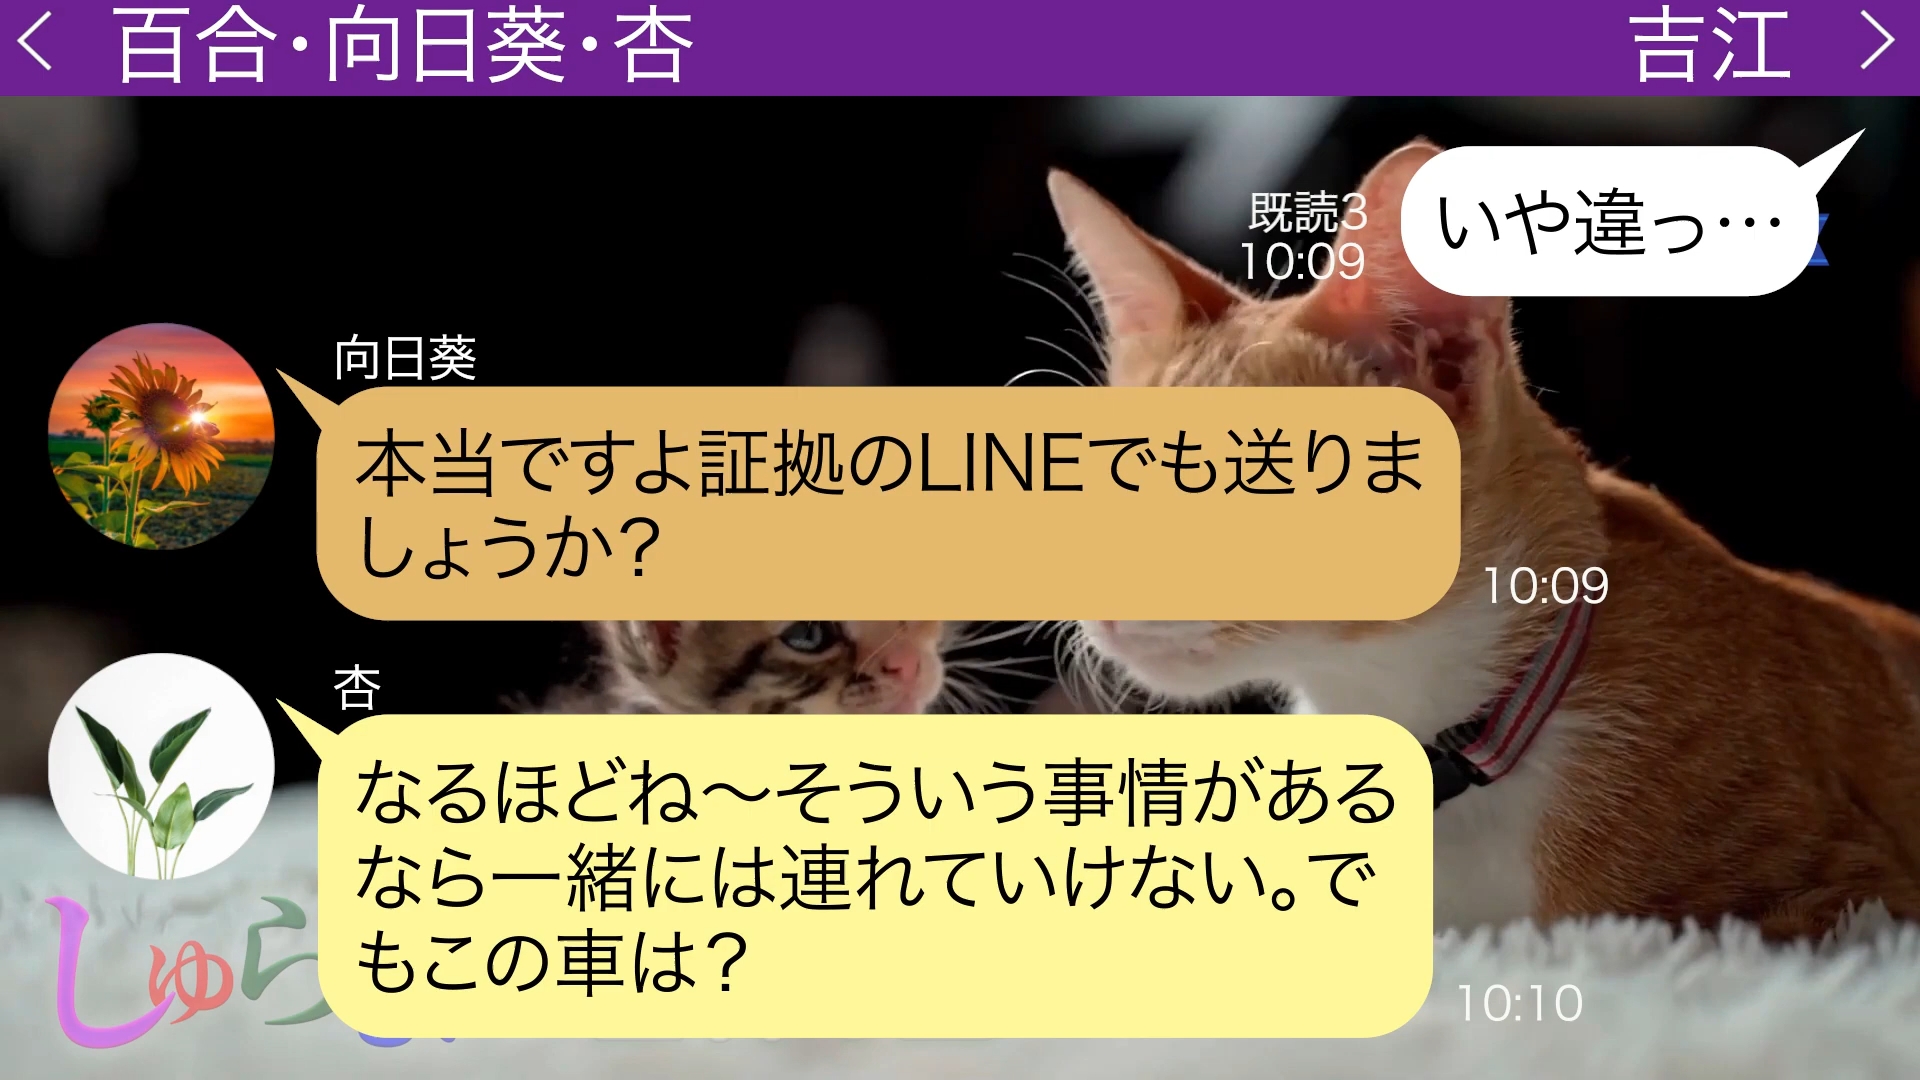 百合・向日葵・杏
吉江
いや違っ…
既読3
10:09
向日葵
本当ですよ証拠のLINEでも送りま
しょうか？
10:09
杏
なるほどね～そういう事情がある
なら一緒には連れていけない。で
もこの車は？
10:10
しゅら